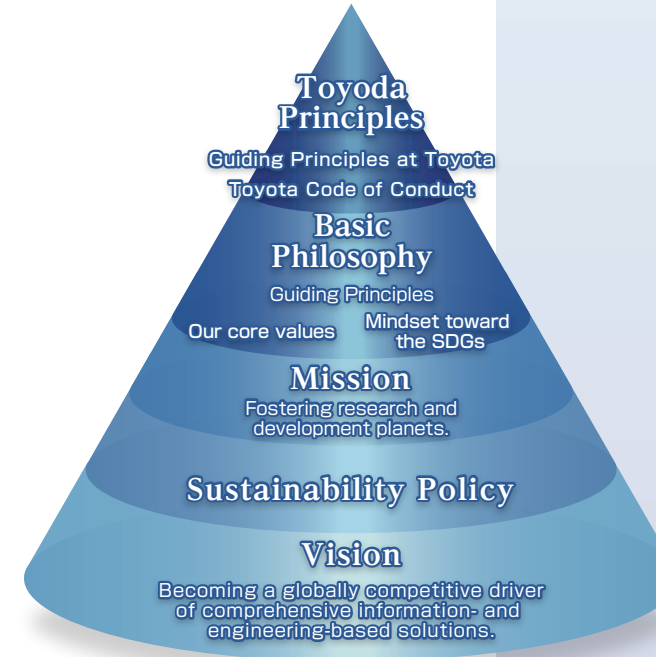 Toyoda
Principles
Guiding Principles at Toyota
Toyota Code of Conduct
Basic
Philosophy
Guiding Principles
Our core values
Mindset toward
the SDGs
Mission
Fostering research and
development planets.
Sustainability Policy
Vision
Becoming a globally competitive driver
of comprehensive information- and
engineering-based solutions.